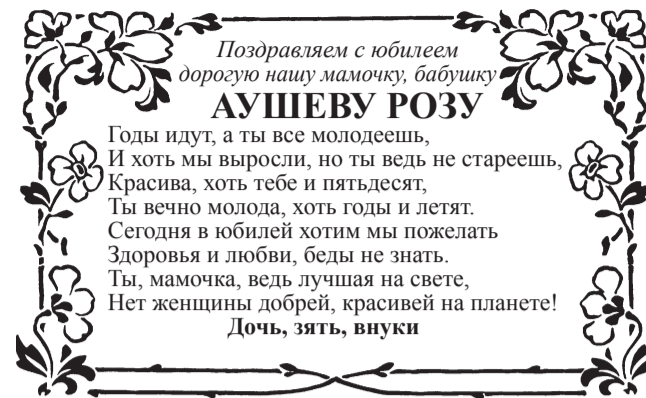 Поздравляем с юбилеем
дорогую нашу мамочку, бабушку
АУШЕВУ РОЗУ
Годы идут, а ты все молодеешь,
И хоть мы выросли, но ты ведь не стареешь,
Красива, хоть тебе и пятьдесят,
Ты вечно молода, хоть годы и летят.
Сегодня в юбилей хотим мы пожелать
Здоровья и любви, беды не знать.
Ты, мамочка, ведь лучшая на свете,
Нет женщины добрей, красивей на планете!
Дочь, зять, внуки